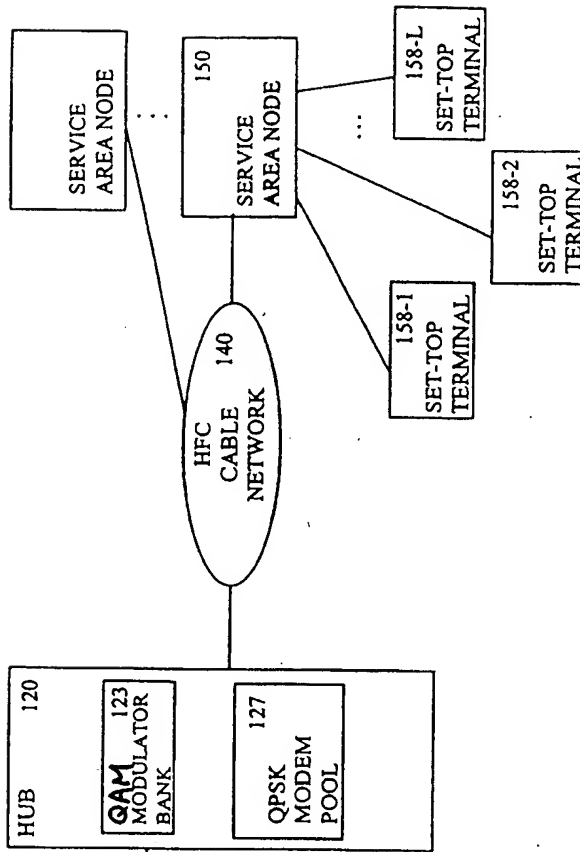 HUB 120
QAM 123
MODULATOR
BANK
127
QPSK
MODEM
POOL
HFC 140
CABLE
NETWORK
SERVICE
AREA NODE
150
SERVICE
AREA NODE
...
...
158-1
SET-TOP
TERMINAL
158-2
SET-TOP
TERMINAL
158-L
SET-TOP
TERMINAL